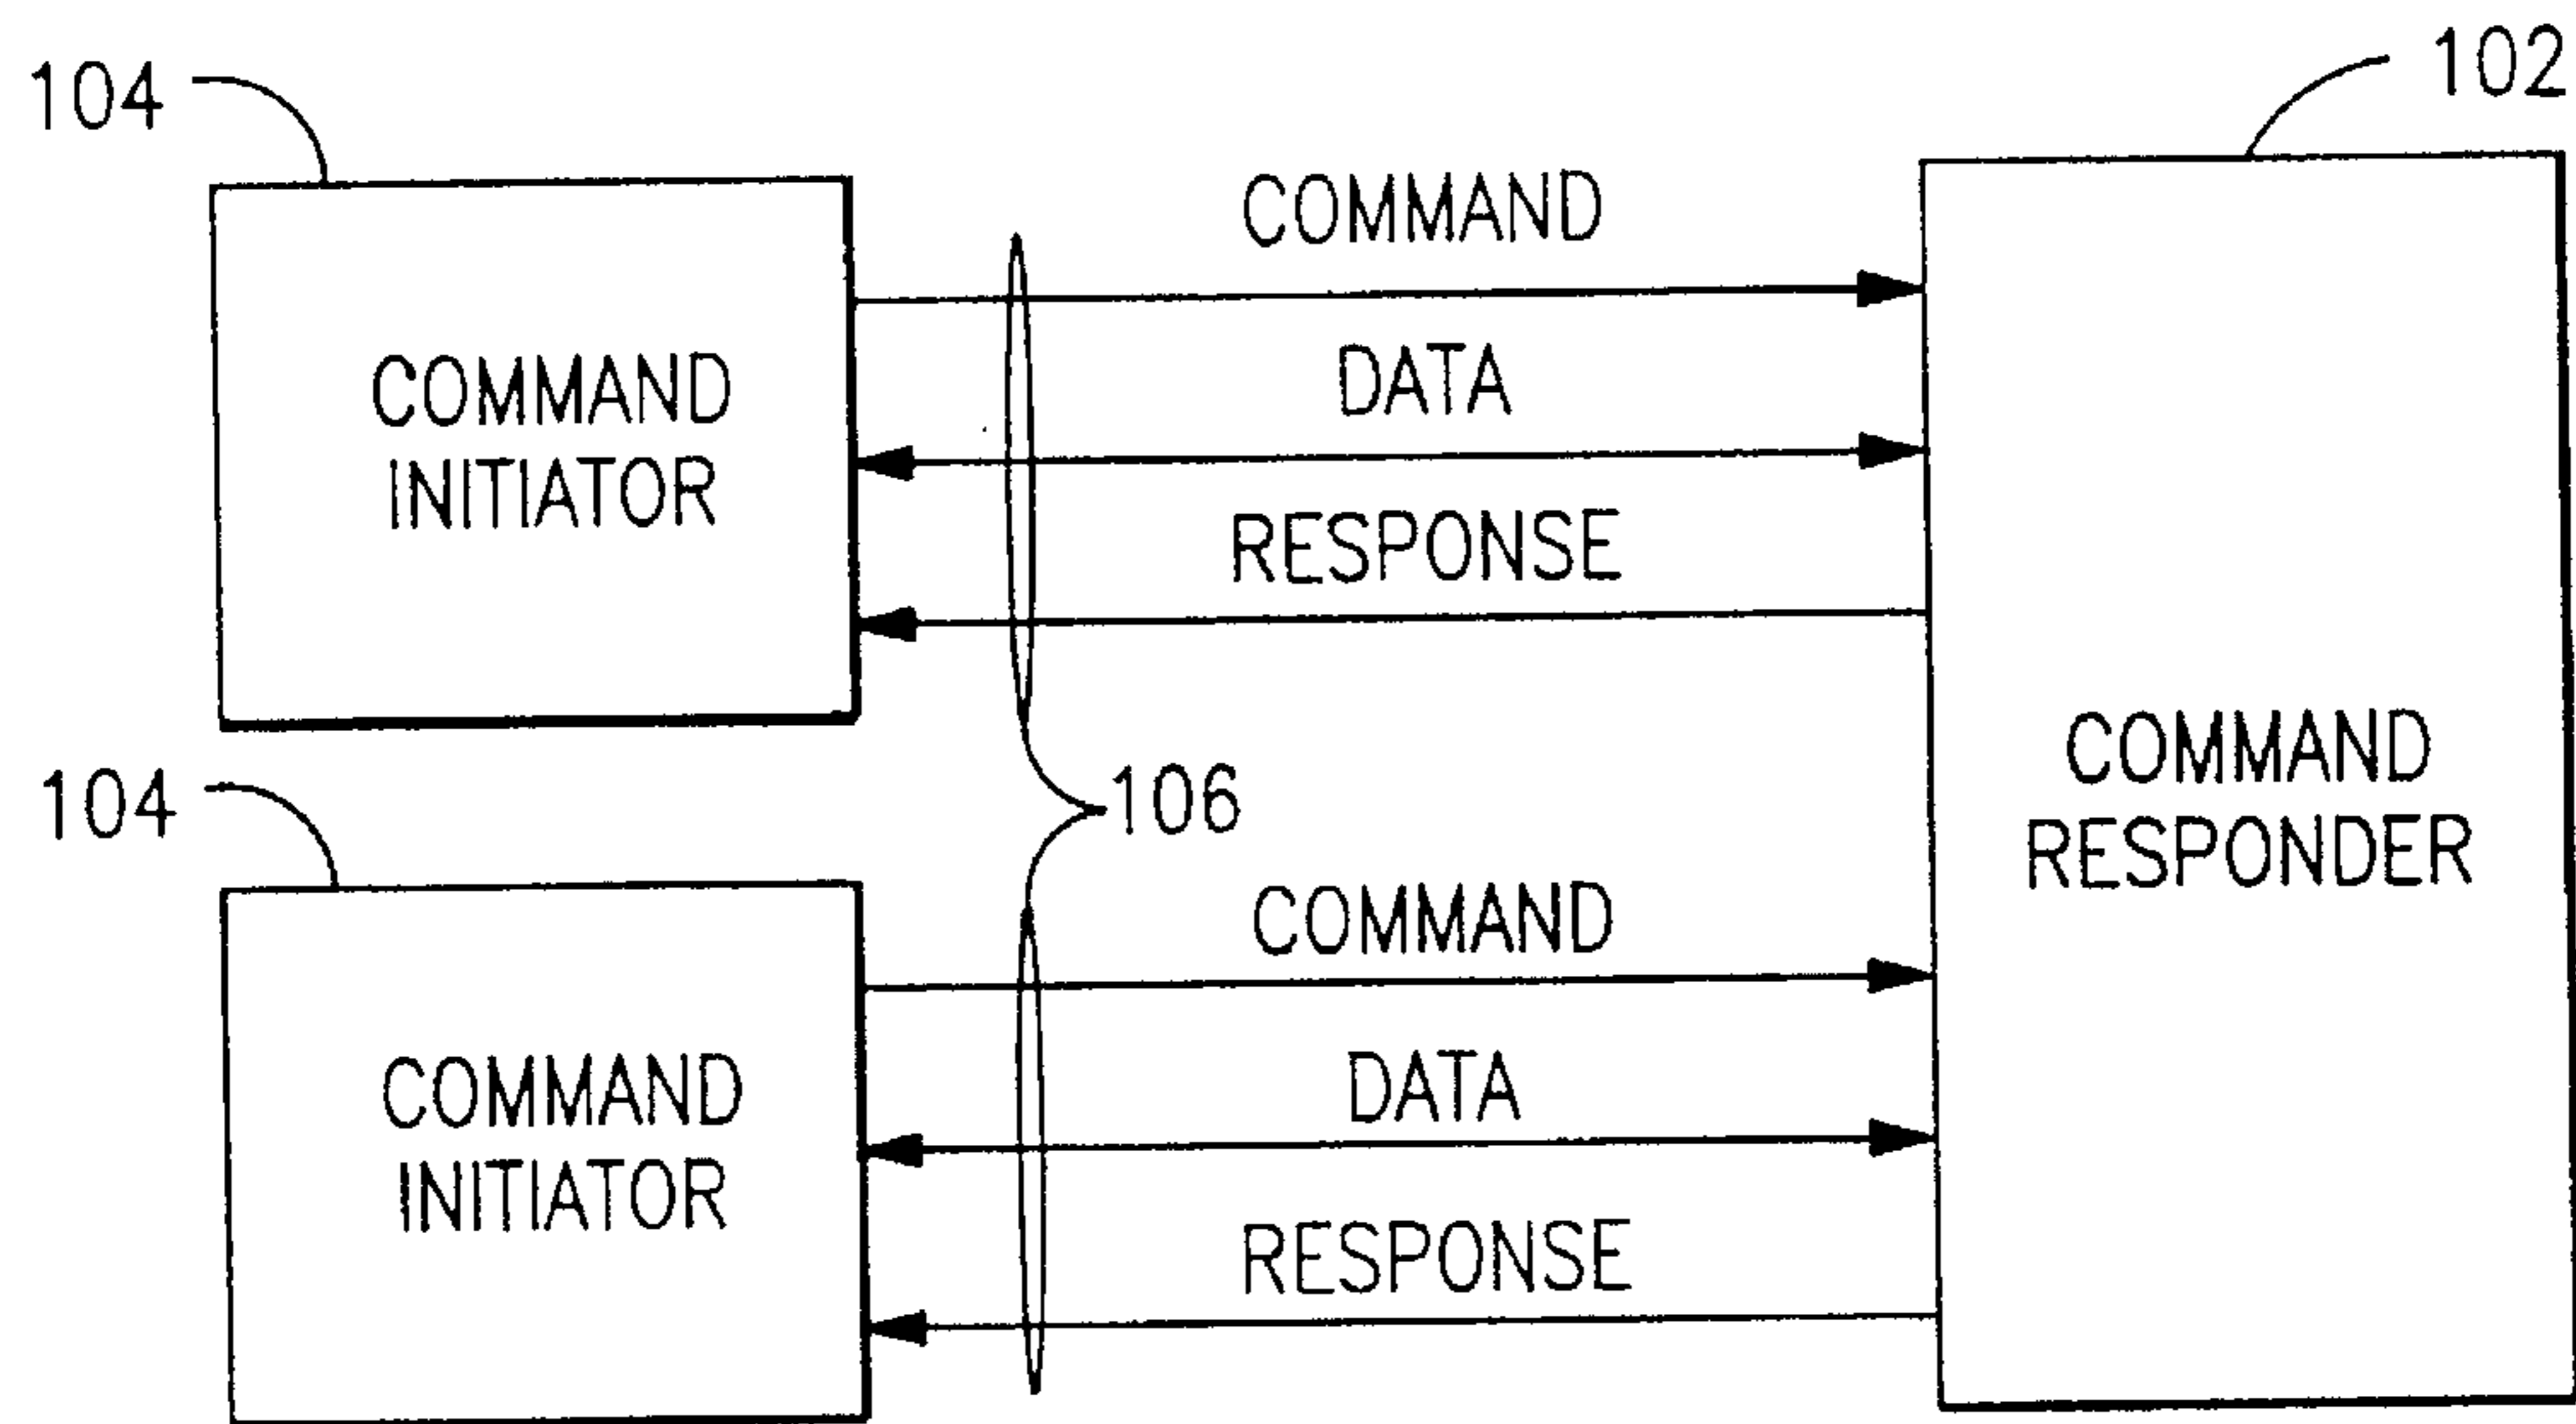 104
102
COMMAND
DATA
RESPONSE
COMMAND
INITIATOR
COMMAND
RESPONDER
104
106
COMMAND
DATA
RESPONSE
COMMAND
INITIATOR